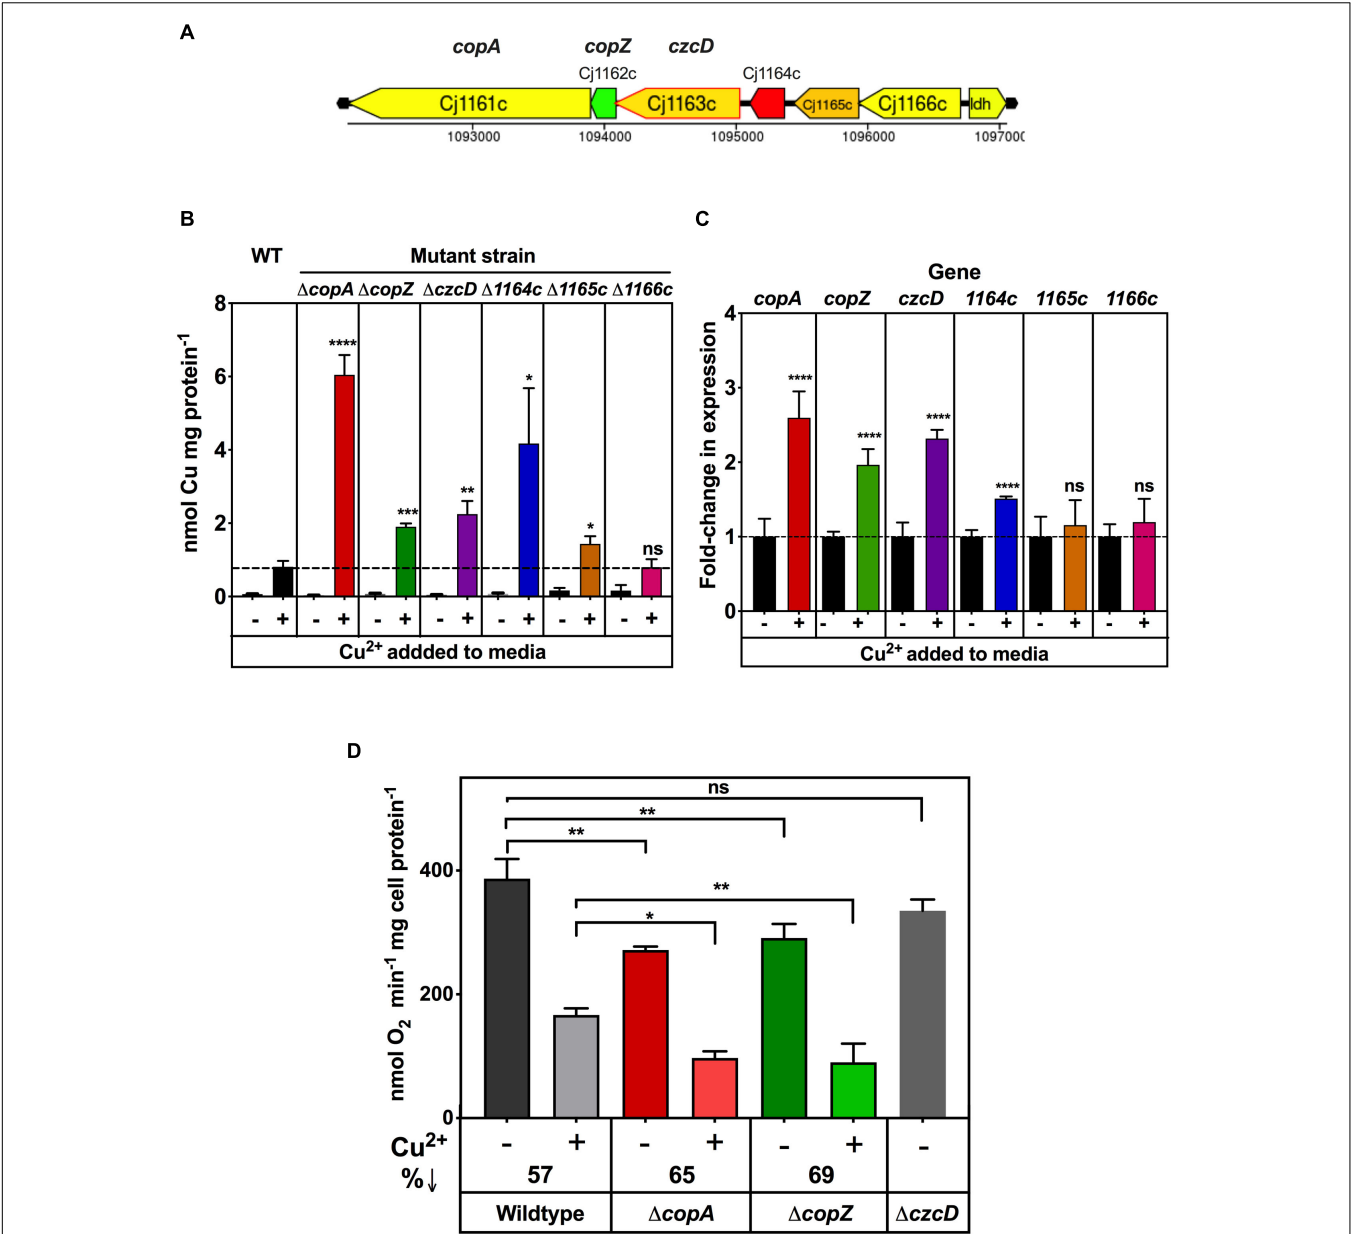 A
copA copZ czcD
Cj1162c Cj1164c
Cj1161c Cj1163c Cj1165c Cj1166c ldh
1093000 1094000 1095000 1096000 109700
B
WT Mutant strain
ΔcopA ΔcopZ ΔczcD Δ1164c Δ1165c Δ1166c
nmol Cu mg protein-1
8
6
4
2
0
**** *** ** * * ns
- + - + - + - + - + - + - +
Cu2+ addded to media
C
Gene
copA copZ czcD 1164c 1165c 1166c
Fold-change in expression
4
3
2
1
0
**** **** **** **** ns ns
- + - + - + - + - + - +
Cu2+ added to media
D
nmol O2 min-1 mg cell protein-1
400
200
0
ns
**
**
**
*
Cu2+ - + - + - + -
%↓ 57 65 69
Wildtype ΔcopA ΔcopZ ΔczcD